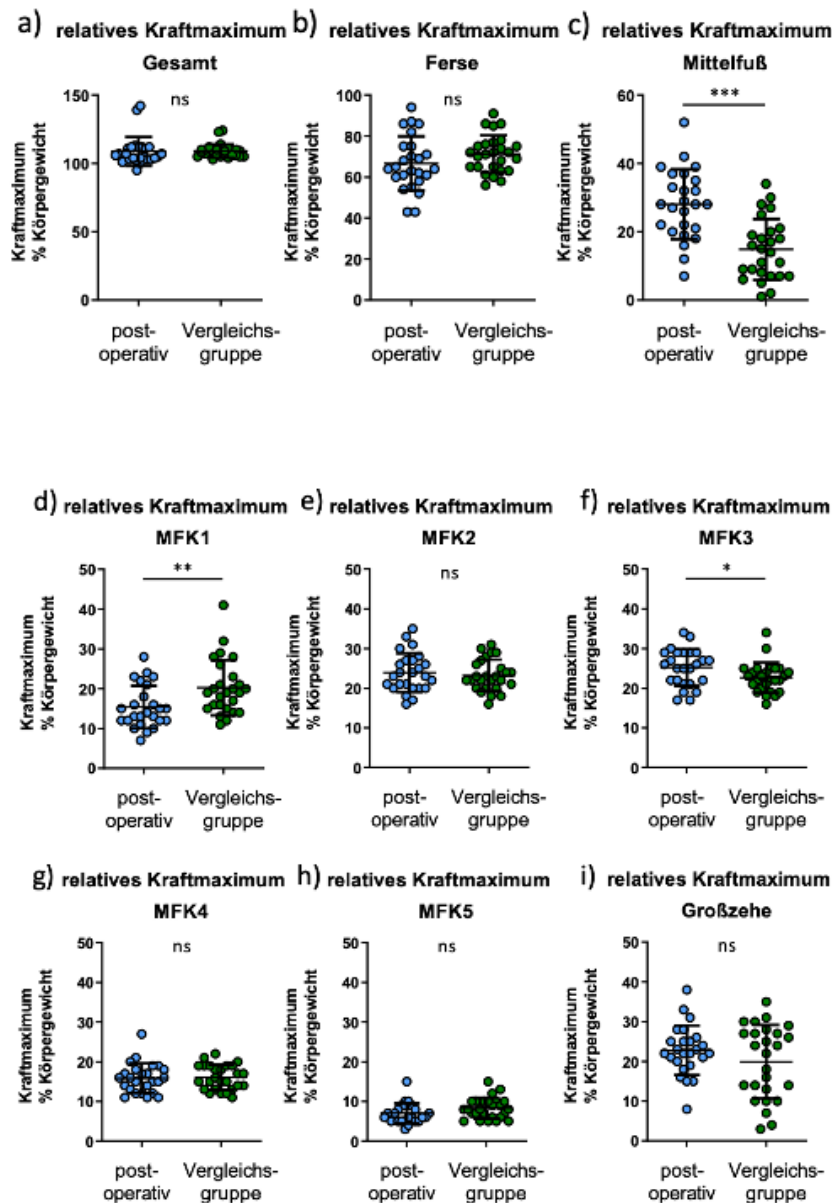 a) relatives Kraftmaximum
Gesamt
ns
Kraftmaximum
% Körpergewicht
150
100
50
0
post-
operativ
Vergleichs-
gruppe
b) relatives Kraftmaximum
Ferse
ns
Kraftmaximum
% Körpergewicht
100
80
60
40
20
0
post-
operativ
Vergleichs-
gruppe
c) relatives Kraftmaximum
Mittelfuß
***
Kraftmaximum
% Körpergewicht
60
40
20
0
post-
operativ
Vergleichs-
gruppe
d) relatives Kraftmaximum
MFK1
**
Kraftmaximum
% Körpergewicht
50
40
30
20
10
0
post-
operativ
Vergleichs-
gruppe
e) relatives Kraftmaximum
MFK2
ns
Kraftmaximum
% Körpergewicht
50
40
30
20
10
0
post-
operativ
Vergleichs-
gruppe
f) relatives Kraftmaximum
MFK3
*
Kraftmaximum
% Körpergewicht
50
40
30
20
10
0
post-
operativ
Vergleichs-
gruppe
g) relatives Kraftmaximum
MFK4
ns
Kraftmaximum
% Körpergewicht
50
40
30
20
10
0
post-
operativ
Vergleichs-
gruppe
h) relatives Kraftmaximum
MFK5
ns
Kraftmaximum
% Körpergewicht
50
40
30
20
10
0
post-
operativ
Vergleichs-
gruppe
i) relatives Kraftmaximum
Großzehe
ns
Kraftmaximum
% Körpergewicht
50
40
30
20
10
0
post-
operativ
Vergleichs-
gruppe